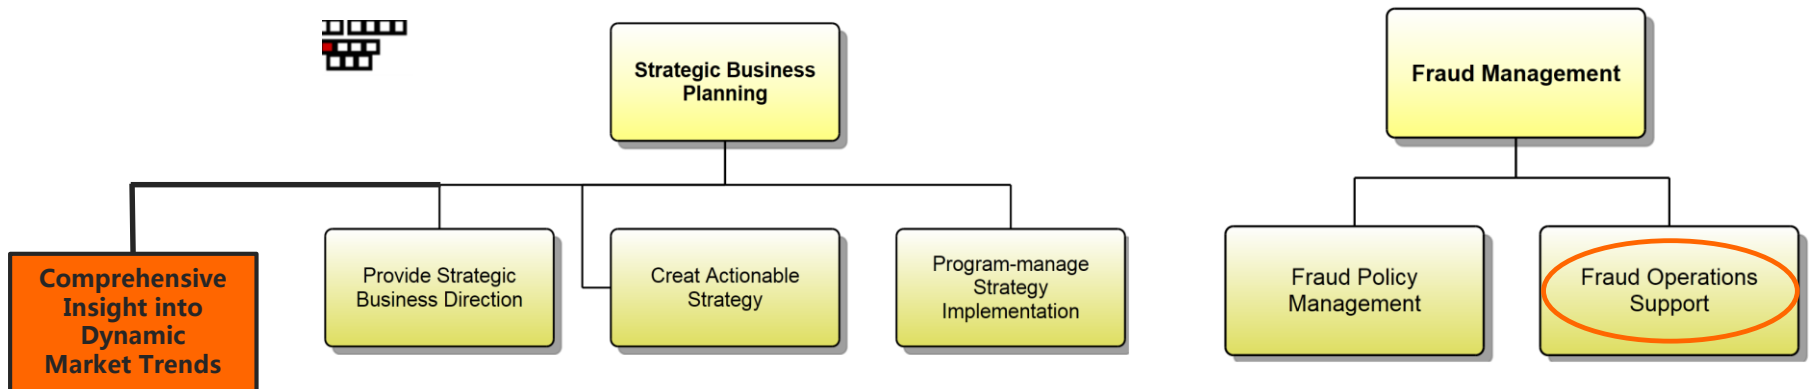 Strategic Business
Planning
Fraud Management
Comprehensive
Insight into
Dynamic
Market Trends
Provide Strategic
Business Direction
Creat Actionable
Strategy
Program-manage
Strategy
Implementation
Fraud Policy
Management
Fraud Operations
Support